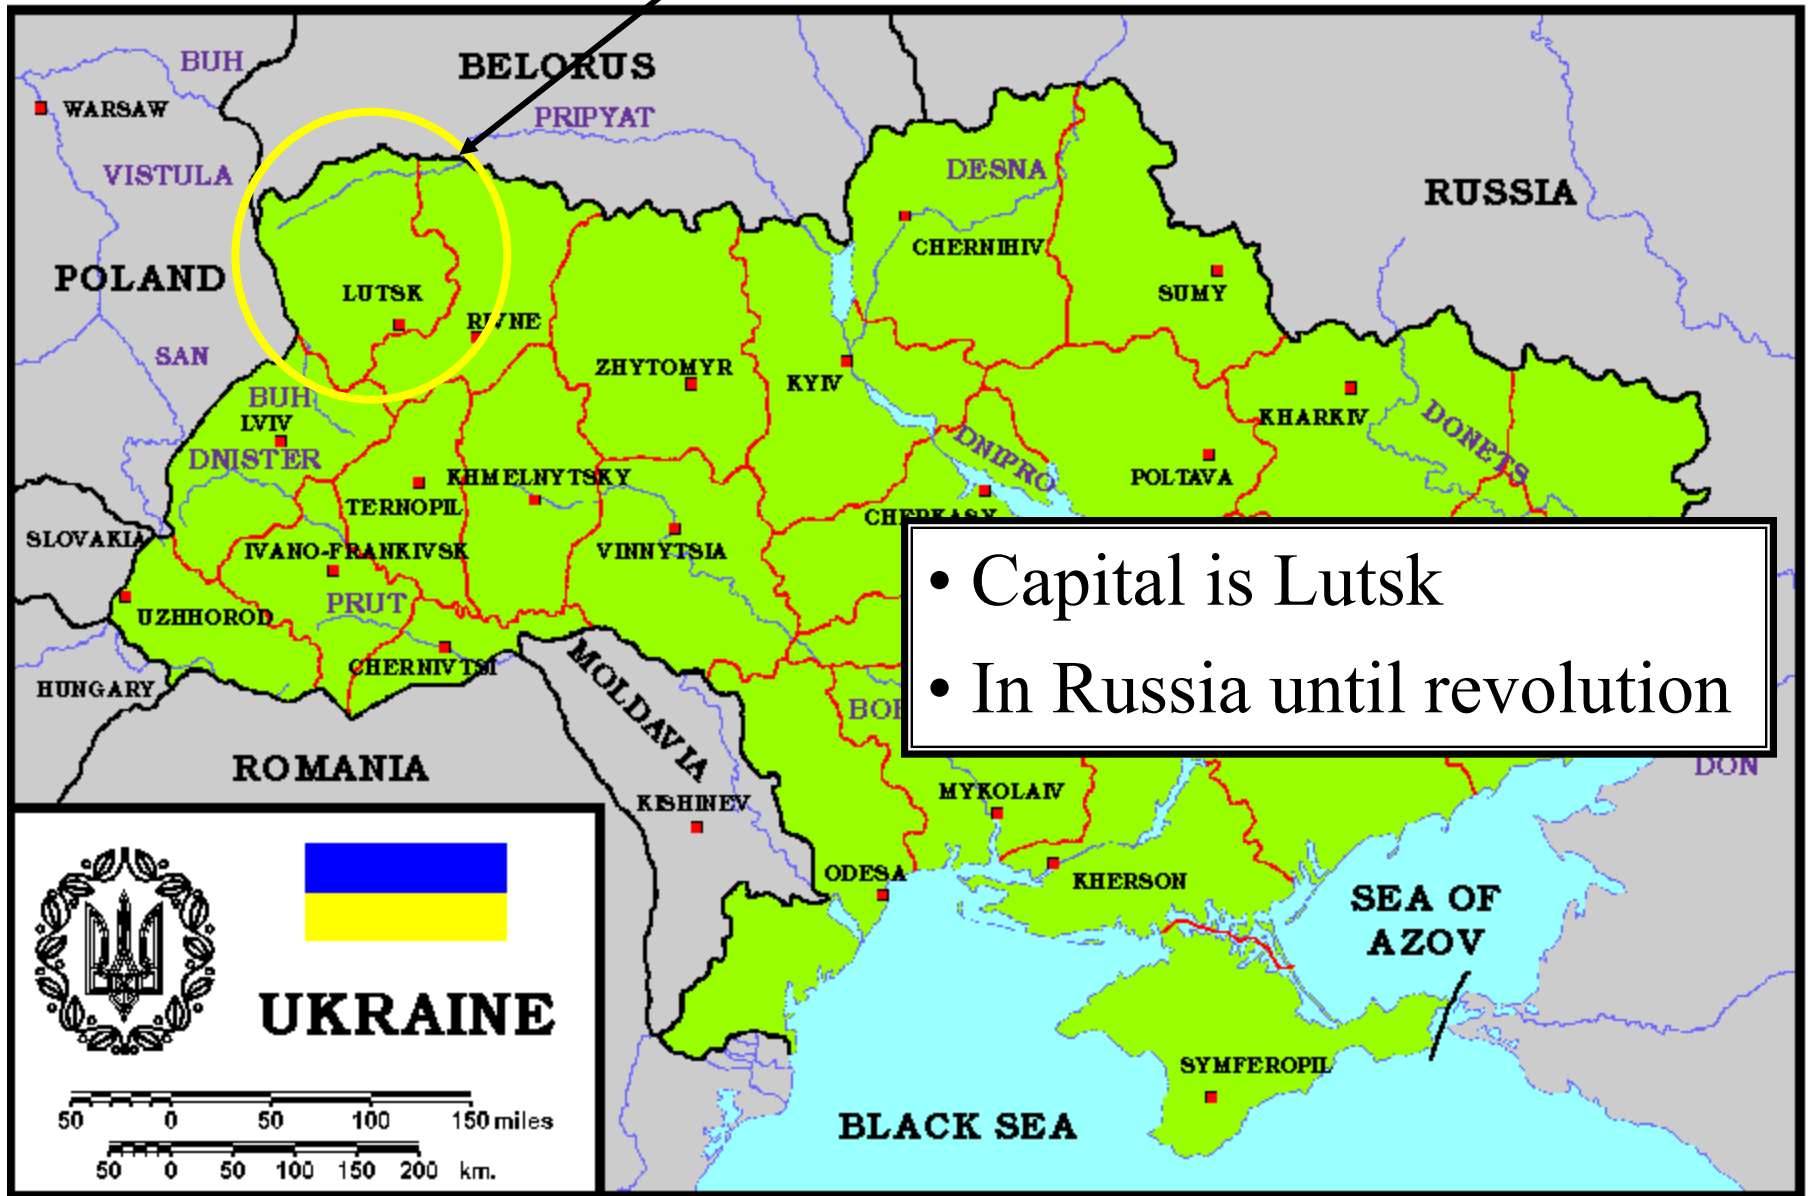 BUH
BELORUS
WARSAW
PRIPYAT
VISTULA
DESNA
RUSSIA
CHERNIHIV
POLAND
LUTSK
SUMY
RIVNE
SAN
ZHYTOMYR
KYIV
BUH
LVIV
KHARKIV
DONETS
DNISTER
DNIPRO
KHMELNYTSKY
POLTAVA
TERNOPIL
CHERKASY
SLOVAKIA
IVANO-FRANKIVSK
VINNYTSIA
• Capital is Lutsk
PRUT
UZHHOROD
CHERNIVTSI
MOLDAVIA
HUNGARY
• In Russia until revolution
ROMANIA
DON
KISHINEV
MYKOLAIV
ODESA
KHERSON
SEA OF
AZOV
UKRAINE
SYMFEROPIL
BLACK SEA
50 0 50 100 150 miles
50 0 50 100 150 200 km.